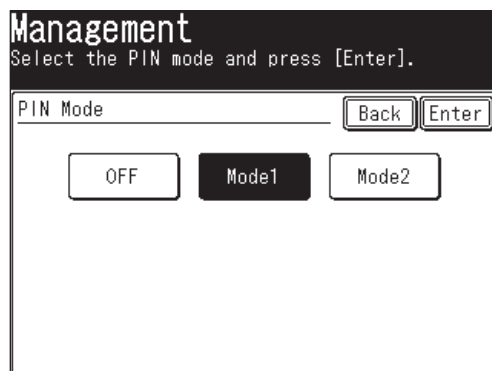 Management
Select the PIN mode and press [Enter].
PIN Mode Back Enter
OFF Mode1 Mode2